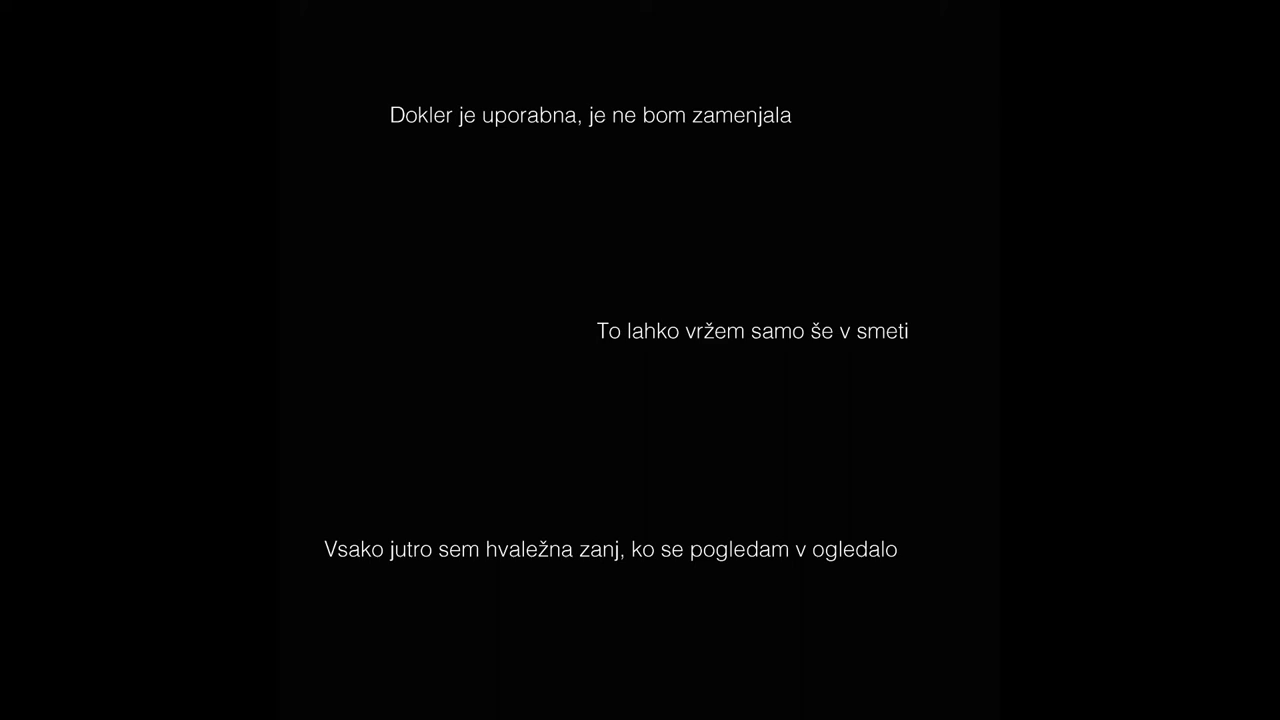 Dokler je uporabna, je ne bom zamenjala
To lahko vržem samo še v smeti
Vsako jutro sem hvaležna zanj, ko se pogledam v ogledalo